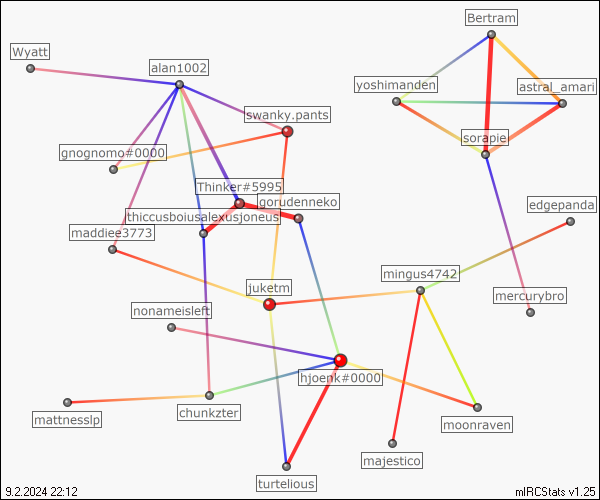 Bertram
Wyatt
alan1002
yoshimanden
astral_amari
swanky.pants
sorapie
gnognomo#0000
Thinker#5995
gorudenneko
edgepanda
thiccusboiusalexusjoneus
maddiee3773
mingus4742
juketm
mercurybro
nonameisleft
hjoenk#0000
chunkzter
mattnesslp
moonraven
majestico
turtelious
9.2.2024 22:12
mIRCStats v1.25